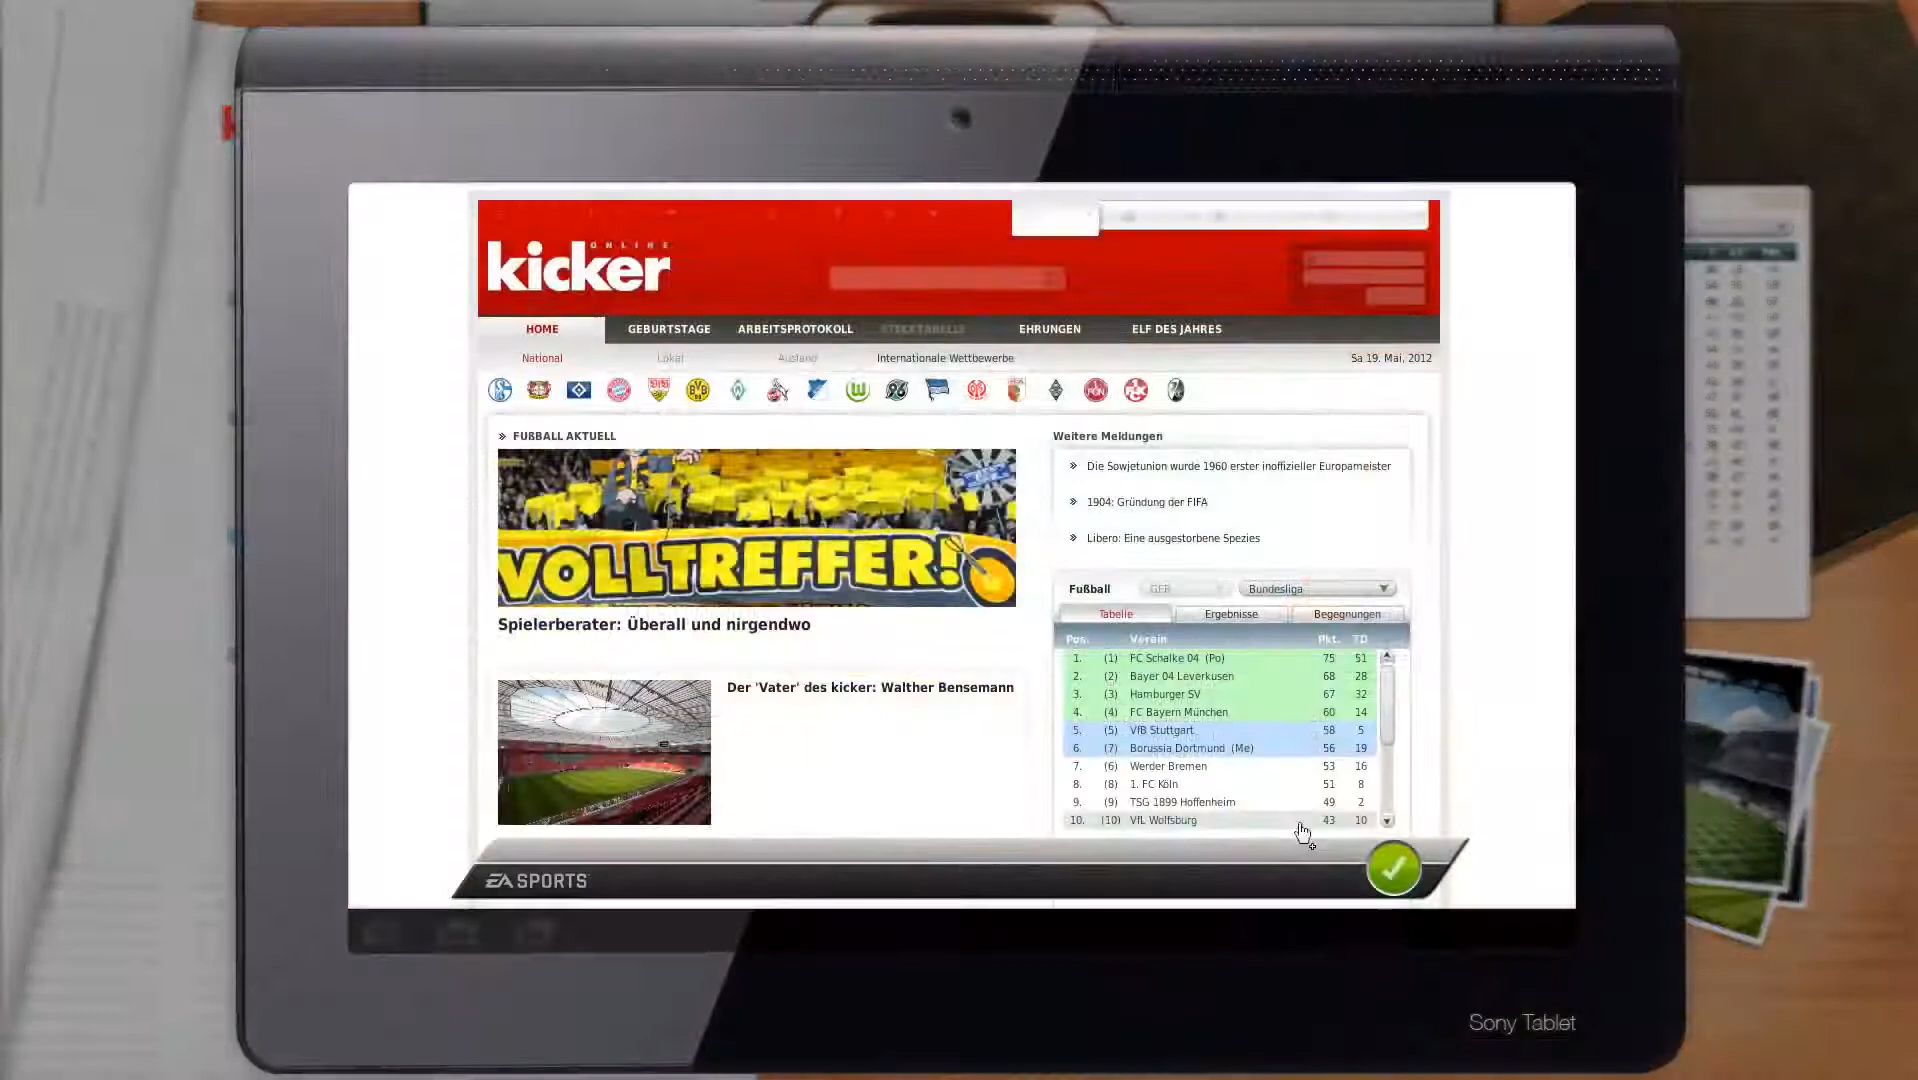 ONLINE
kicker
HOME GEBURTSTAGE ARBEITSPROTOKOLL STECKTABELLE EHRUNGEN ELF DES JAHRES
National Lokal Ausland Internationale Wettbewerbe Sa 19. Mai, 2012
FUßBALL AKTUELL
VOLLTREFFER!
Spielerberater: Überall und nirgendwo
Der 'Vater' des kicker: Walther Bensemann
Weitere Meldungen
Die Sowjetunion wurde 1960 erster inoffizieller Europameister
1904: Gründung der FIFA
Libero: Eine ausgestorbene Spezies
Fußball GER Bundesliga
Tabelle Ergebnisse Begegnungen
Pos. Verein Pkt. TD
1. (1) FC Schalke 04 (Po) 75 51
2. (2) Bayer 04 Leverkusen 68 28
3. (3) Hamburger SV 67 32
4. (4) FC Bayern München 60 14
5. (5) VfB Stuttgart 58 5
6. (7) Borussia Dortmund (Me) 56 19
7. (6) Werder Bremen 53 16
8. (8) 1. FC Köln 51 8
9. (9) TSG 1899 Hoffenheim 49 2
10. (10) VfL Wolfsburg 43 10
EA SPORTS
Sony Tablet